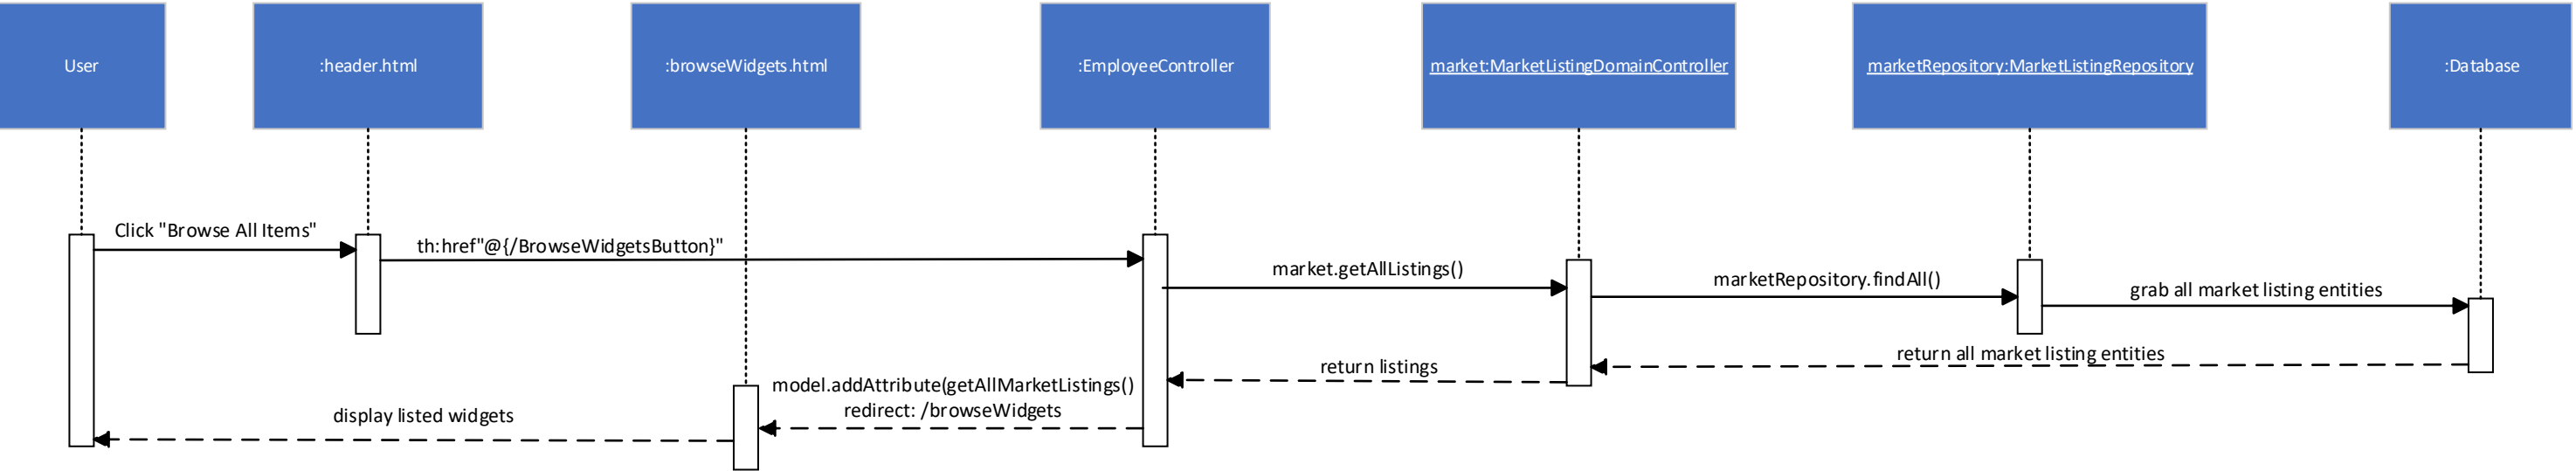 User
:header.html
:browseWidgets.html
:EmployeeController
market:MarketListingDomainController
marketRepository:MarketListingRepository
:Database
Click "Browse All Items"
th:href"@{/BrowseWidgetsButton}"
market.getAllListings()
marketRepository.findAll()
grab all market listing entities
return all market listing entities
return listings
model.addAttribute(getAllMarketListings()
redirect: /browseWidgets
display listed widgets